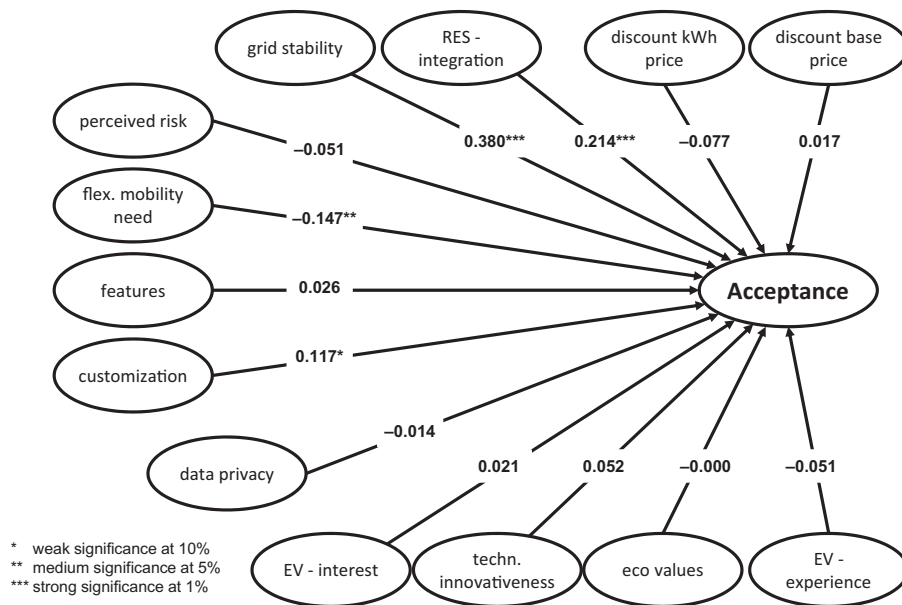 grid stability
RES -
integration
discount kWh
price
discount base
price
perceived risk
0.380***
0.214***
–0.077
0.017
–0.051
flex. mobility
need
–0.147**
features
0.026
Acceptance
customization
0.117*
–0.014
data privacy
0.021
0.052
–0.000
–0.051
* weak significance at 10%
** medium significance at 5%
*** strong significance at 1%
EV - interest
techn.
innovativeness
eco values
EV -
experience